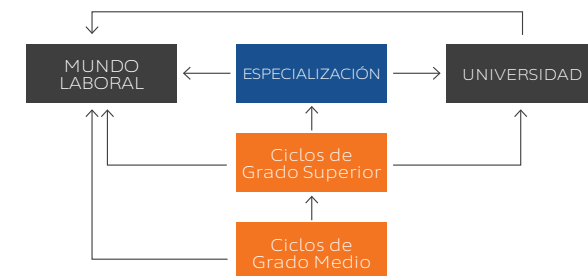 MUNDO
LABORAL
ESPECIALIZACIÓN
UNIVERSIDAD
Ciclos de
Grado Superior
Ciclos de
Grado Medio